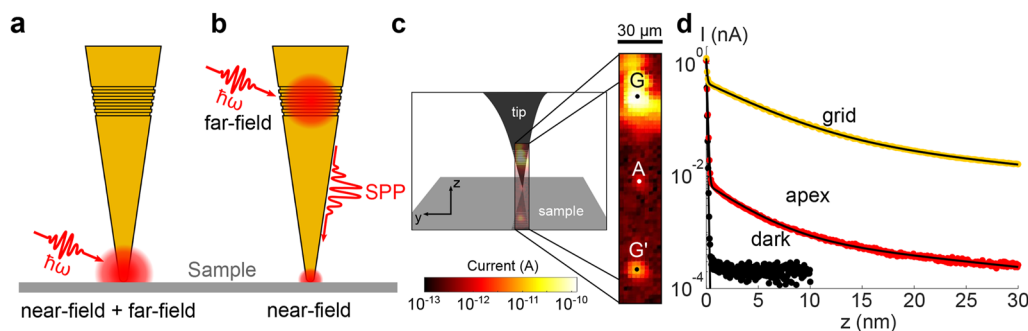 a
ħω
Sample
near-field + far-field
b
far-field
ħω
SPP
near-field
c
tip
z
y
sample
Current (A)
10-13 10-12 10-11 10-10
30 µm
G
A
G'
d
I (nA)
100
10-2
10-4
grid
apex
dark
0 5 10 15 20 25 30
z (nm)